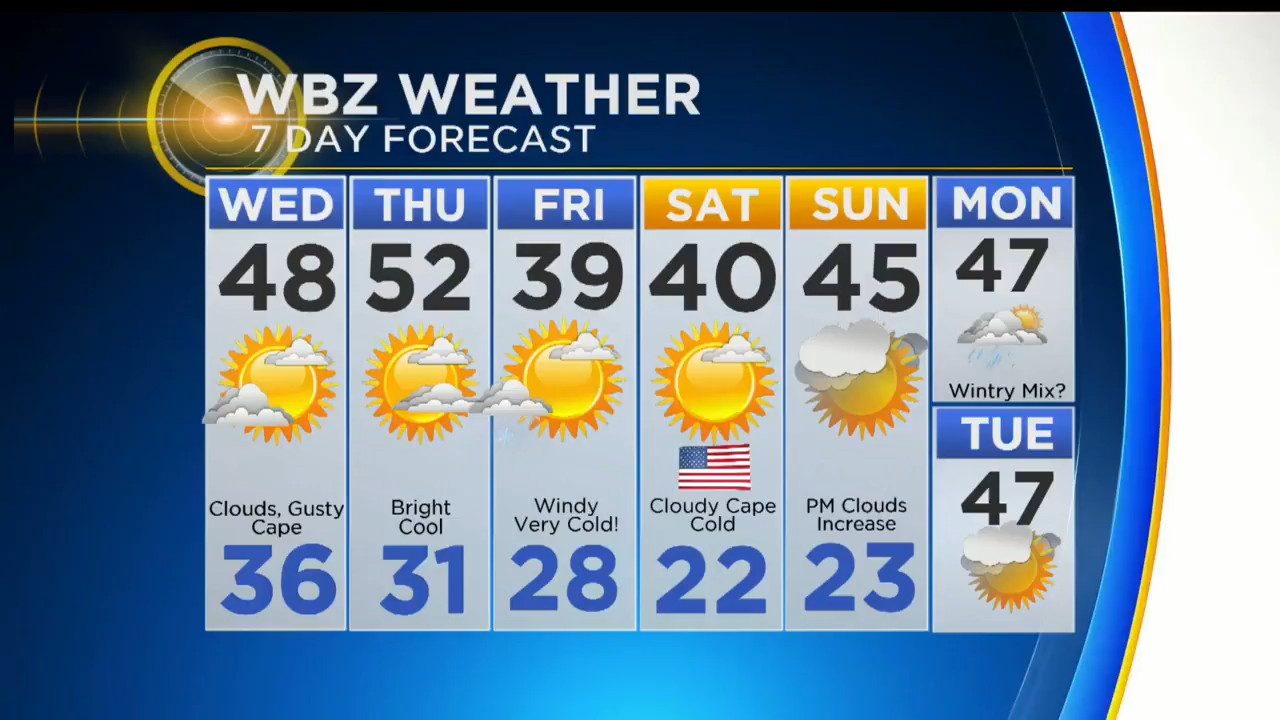 WBZ WEATHER
7 DAY FORECAST
WED
48
Clouds, Gusty
Cape
36
THU
52
Bright
Cool
31
FRI
39
Windy
Very Cold!
28
SAT
40
Cloudy Cape
Cold
22
SUN
45
PM Clouds
Increase
23
MON
47
Wintry Mix?
TUE
47